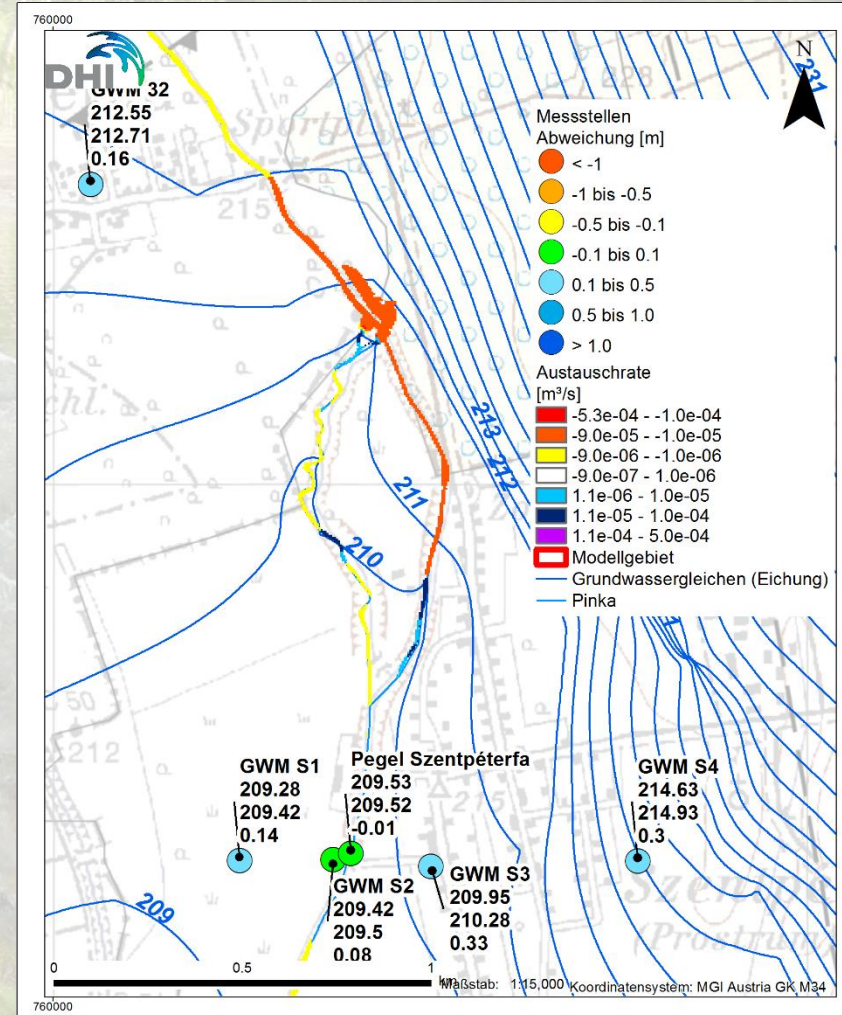 760000
DHI
N
231
GWM 32
212.55
212.71
0.16
Sportpl
228
215
Messstellen
Abweichung [m]
< -1
-1 bis -0.5
-0.5 bis -0.1
-0.1 bis 0.1
0.1 bis 0.5
0.5 bis 1.0
> 1.0
Austauschrate
[m³/s]
-5.3e-04 - -1.0e-04
-9.0e-05 - -1.0e-05
-9.0e-06 - -1.0e-06
-9.0e-07 - 1.0e-06
1.1e-06 - 1.0e-05
1.1e-05 - 1.0e-04
1.1e-04 - 5.0e-04
Modellgebiet
Grundwassergleichen (Eichung)
Pinka
213
212
211
210
50
212
GWM S1
209.28
209.42
0.14
Pegel Szentpéterfa
209.53
209.52
-0.01
GWM S4
214.63
214.93
0.3
GWM S2
209.42
209.5
0.08
GWM S3
209.95
210.28
0.33
209
0 0.5 1
km
Maßstab: 1:15,000 Koordinatensystem: MGI Austria GK M34
760000